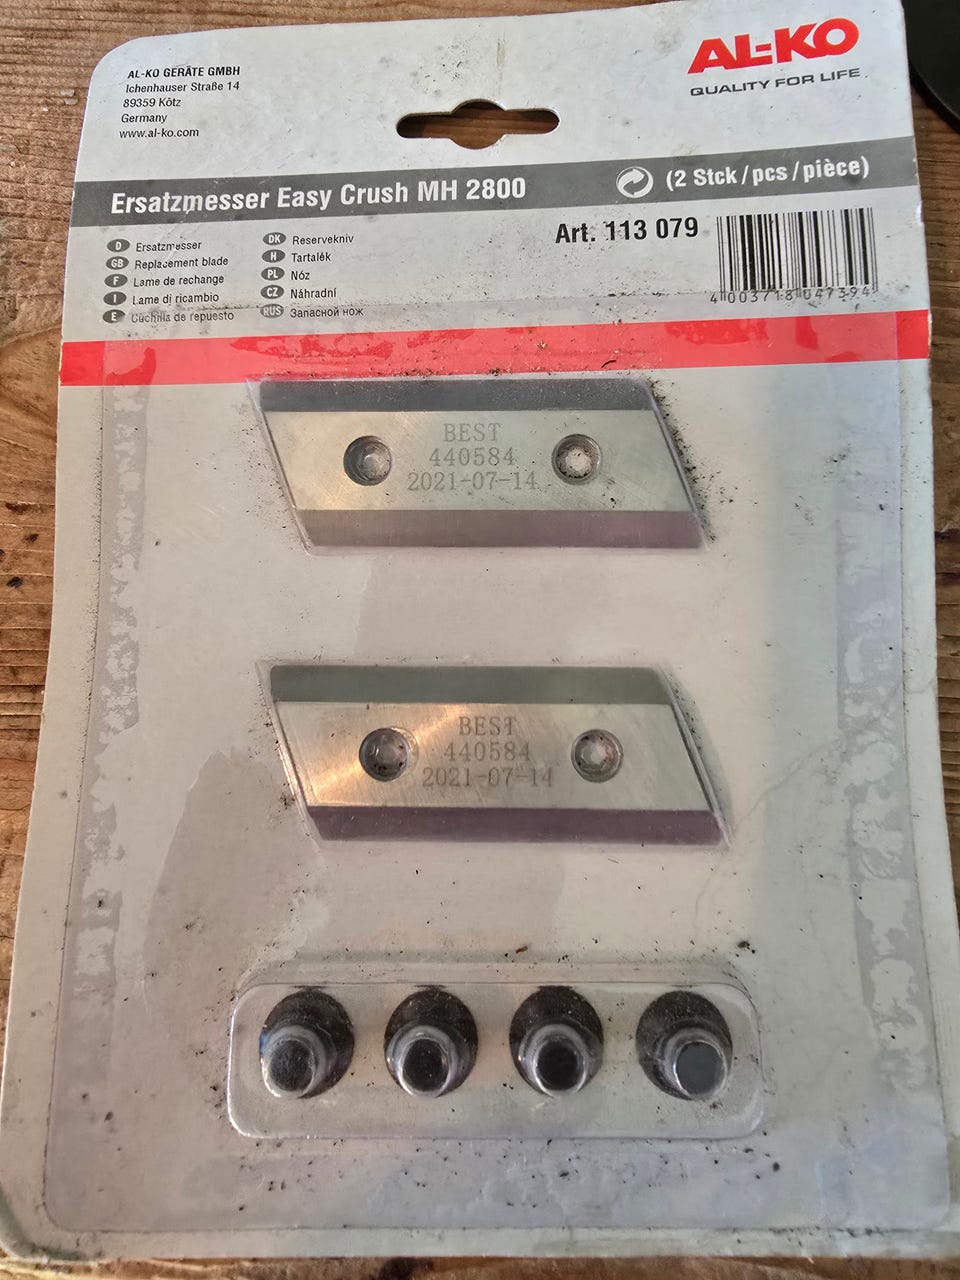 AL-KO GERÄTE GMBH
Ichenhauser Straße 14
89359 Kötz
Germany
www.al-ko.com
AL-KO
QUALITY FOR LIFE
Ersatzmesser Easy Crush MH 2800
(2 Stck / pcs / pièce)
D Ersatzmesser
GB Replacement blade
F Lame de rechange
I Lame di ricambio
E Cuchilla de repuesto
DK Reservekniv
H Tartalék
PL Nóz
CZ Náhradní
RUS Запасной нож
Art. 113 079
4 003718 047394
BEST
440584
2021-07-14
BEST
440584
2021-07-14